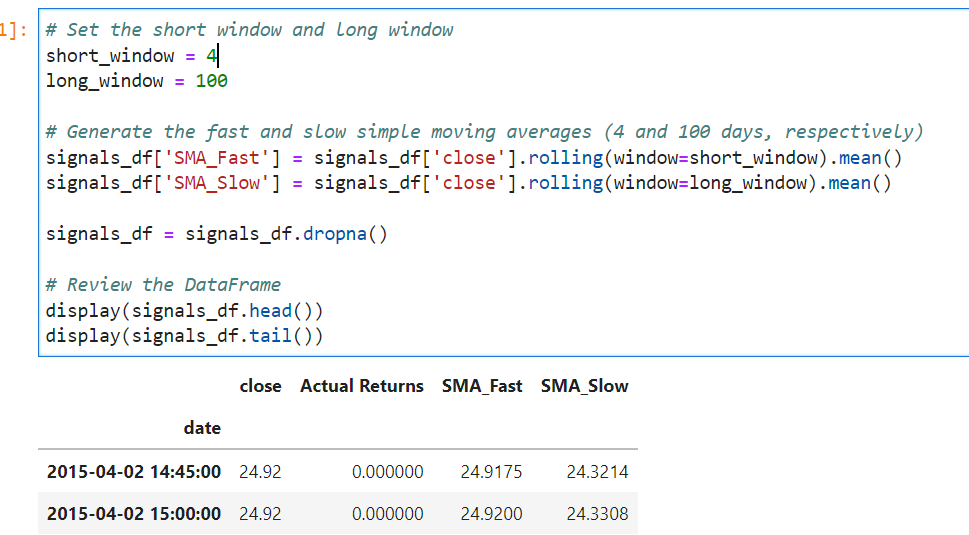 1]:
# Set the short window and long window
short_window = 4
long_window = 100
# Generate the fast and slow simple moving averages (4 and 100 days, respectively)
signals_df['SMA_Fast'] = signals_df['close'].rolling(window=short_window).mean()
signals_df['SMA_Slow'] = signals_df['close'].rolling(window=long_window).mean()
signals_df = signals_df.dropna()
# Review the DataFrame
display(signals_df.head())
display(signals_df.tail())
close Actual Returns SMA_Fast SMA_Slow
date
2015-04-02 14:45:00 24.92 0.000000 24.9175 24.3214
2015-04-02 15:00:00 24.92 0.000000 24.9200 24.3308